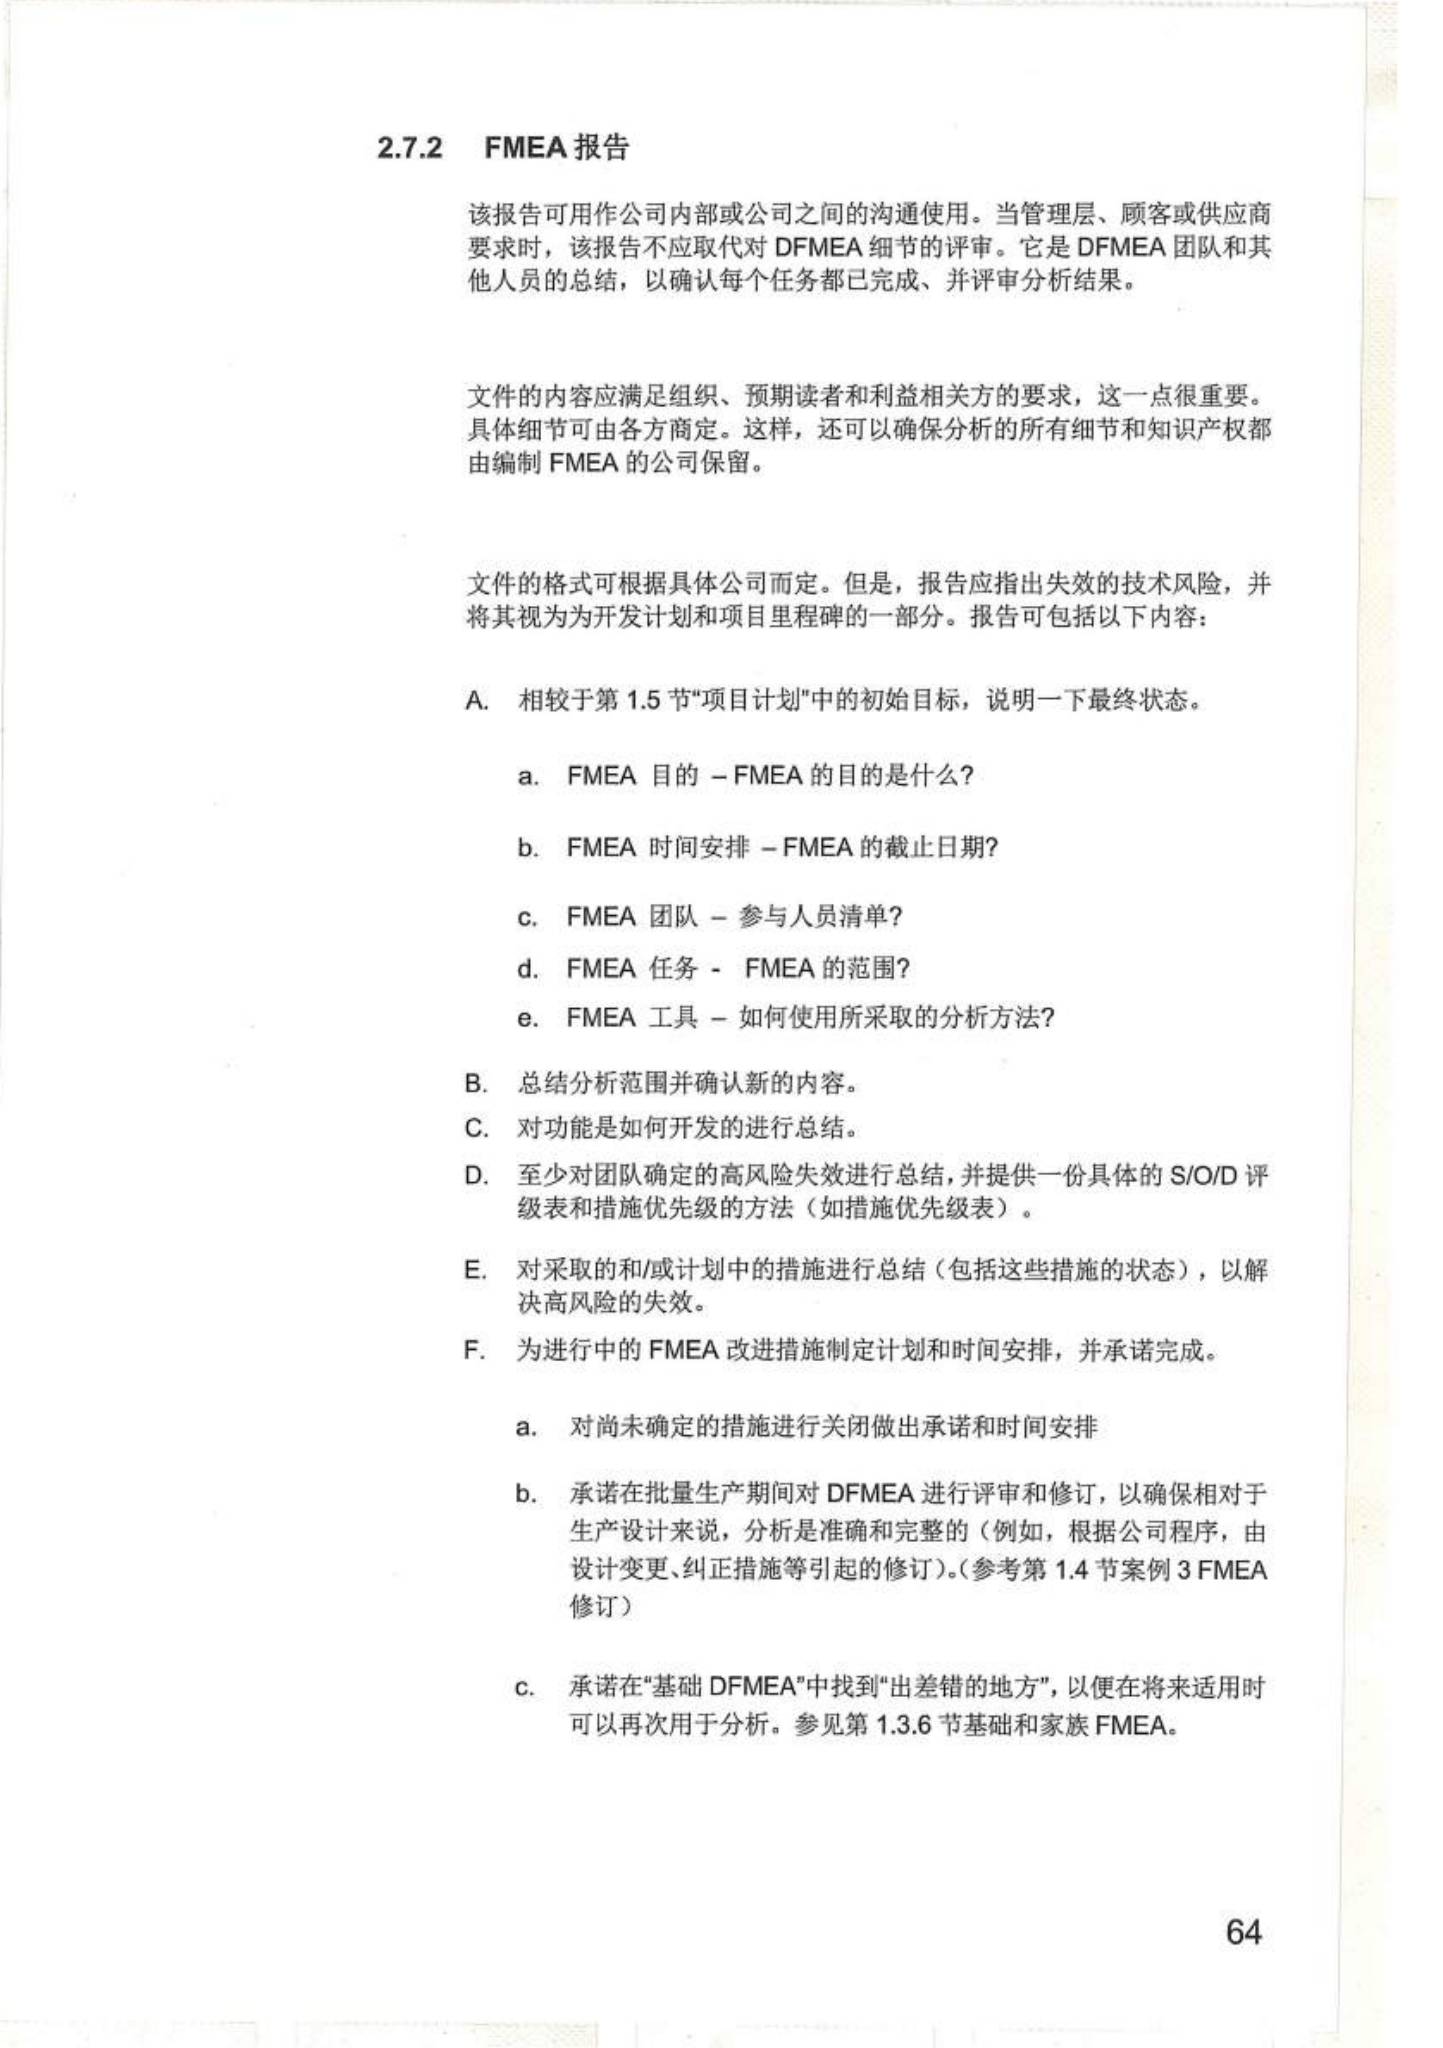 2.7.2 FMEA 报告
该报告可用作公司内部或公司之间的沟通使用。当管理层、顾客或供应商
要求时，该报告不应取代对 DFMEA 细节的评审。它是 DFMEA 团队和其
他人员的总结，以确认每个任务都已完成、并评审分析结果。
文件的内容应满足组织、预期读者和利益相关方的要求，这一点很重要。
具体细节可由各方商定。这样，还可以确保分析的所有细节和知识产权都
由编制 FMEA 的公司保留。
文件的格式可根据具体公司而定。但是，报告应指出失效的技术风险，并
将其视为为开发计划和项目里程碑的一部分。报告可包括以下内容：
A. 相较于第 1.5 节“项目计划”中的初始目标，说明一下最终状态。
a. FMEA 目的 – FMEA 的目的是什么?
b. FMEA 时间安排 – FMEA 的截止日期?
c. FMEA 团队 – 参与人员清单?
d. FMEA 任务 - FMEA 的范围?
e. FMEA 工具 – 如何使用所采取的分析方法?
B. 总结分析范围并确认新的内容。
C. 对功能是如何开发的进行总结。
D. 至少对团队确定的高风险失效进行总结，并提供一份具体的 S/O/D 评
级表和措施优先级的方法（如措施优先级表）。
E. 对采取的和/或计划中的措施进行总结（包括这些措施的状态），以解
决高风险的失效。
F. 为进行中的 FMEA 改进措施制定计划和时间安排，并承诺完成。
a. 对尚未确定的措施进行关闭做出承诺和时间安排
b. 承诺在批量生产期间对 DFMEA 进行评审和修订，以确保相对于
生产设计来说，分析是准确和完整的（例如，根据公司程序，由
设计变更、纠正措施等引起的修订）。（参考第 1.4 节案例 3 FMEA
修订）
c. 承诺在“基础 DFMEA”中找到“出差错的地方”，以便在将来适用时
可以再次用于分析。参见第 1.3.6 节基础和家族 FMEA。
64